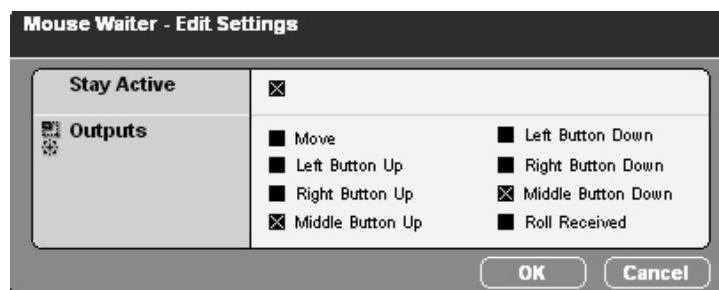 Mouse Waiter - Edit Settings
Stay Active
Outputs
Move
Left Button Down
Left Button Up
Right Button Down
Right Button Up
Middle Button Down
Middle Button Up
Roll Received
OK
Cancel